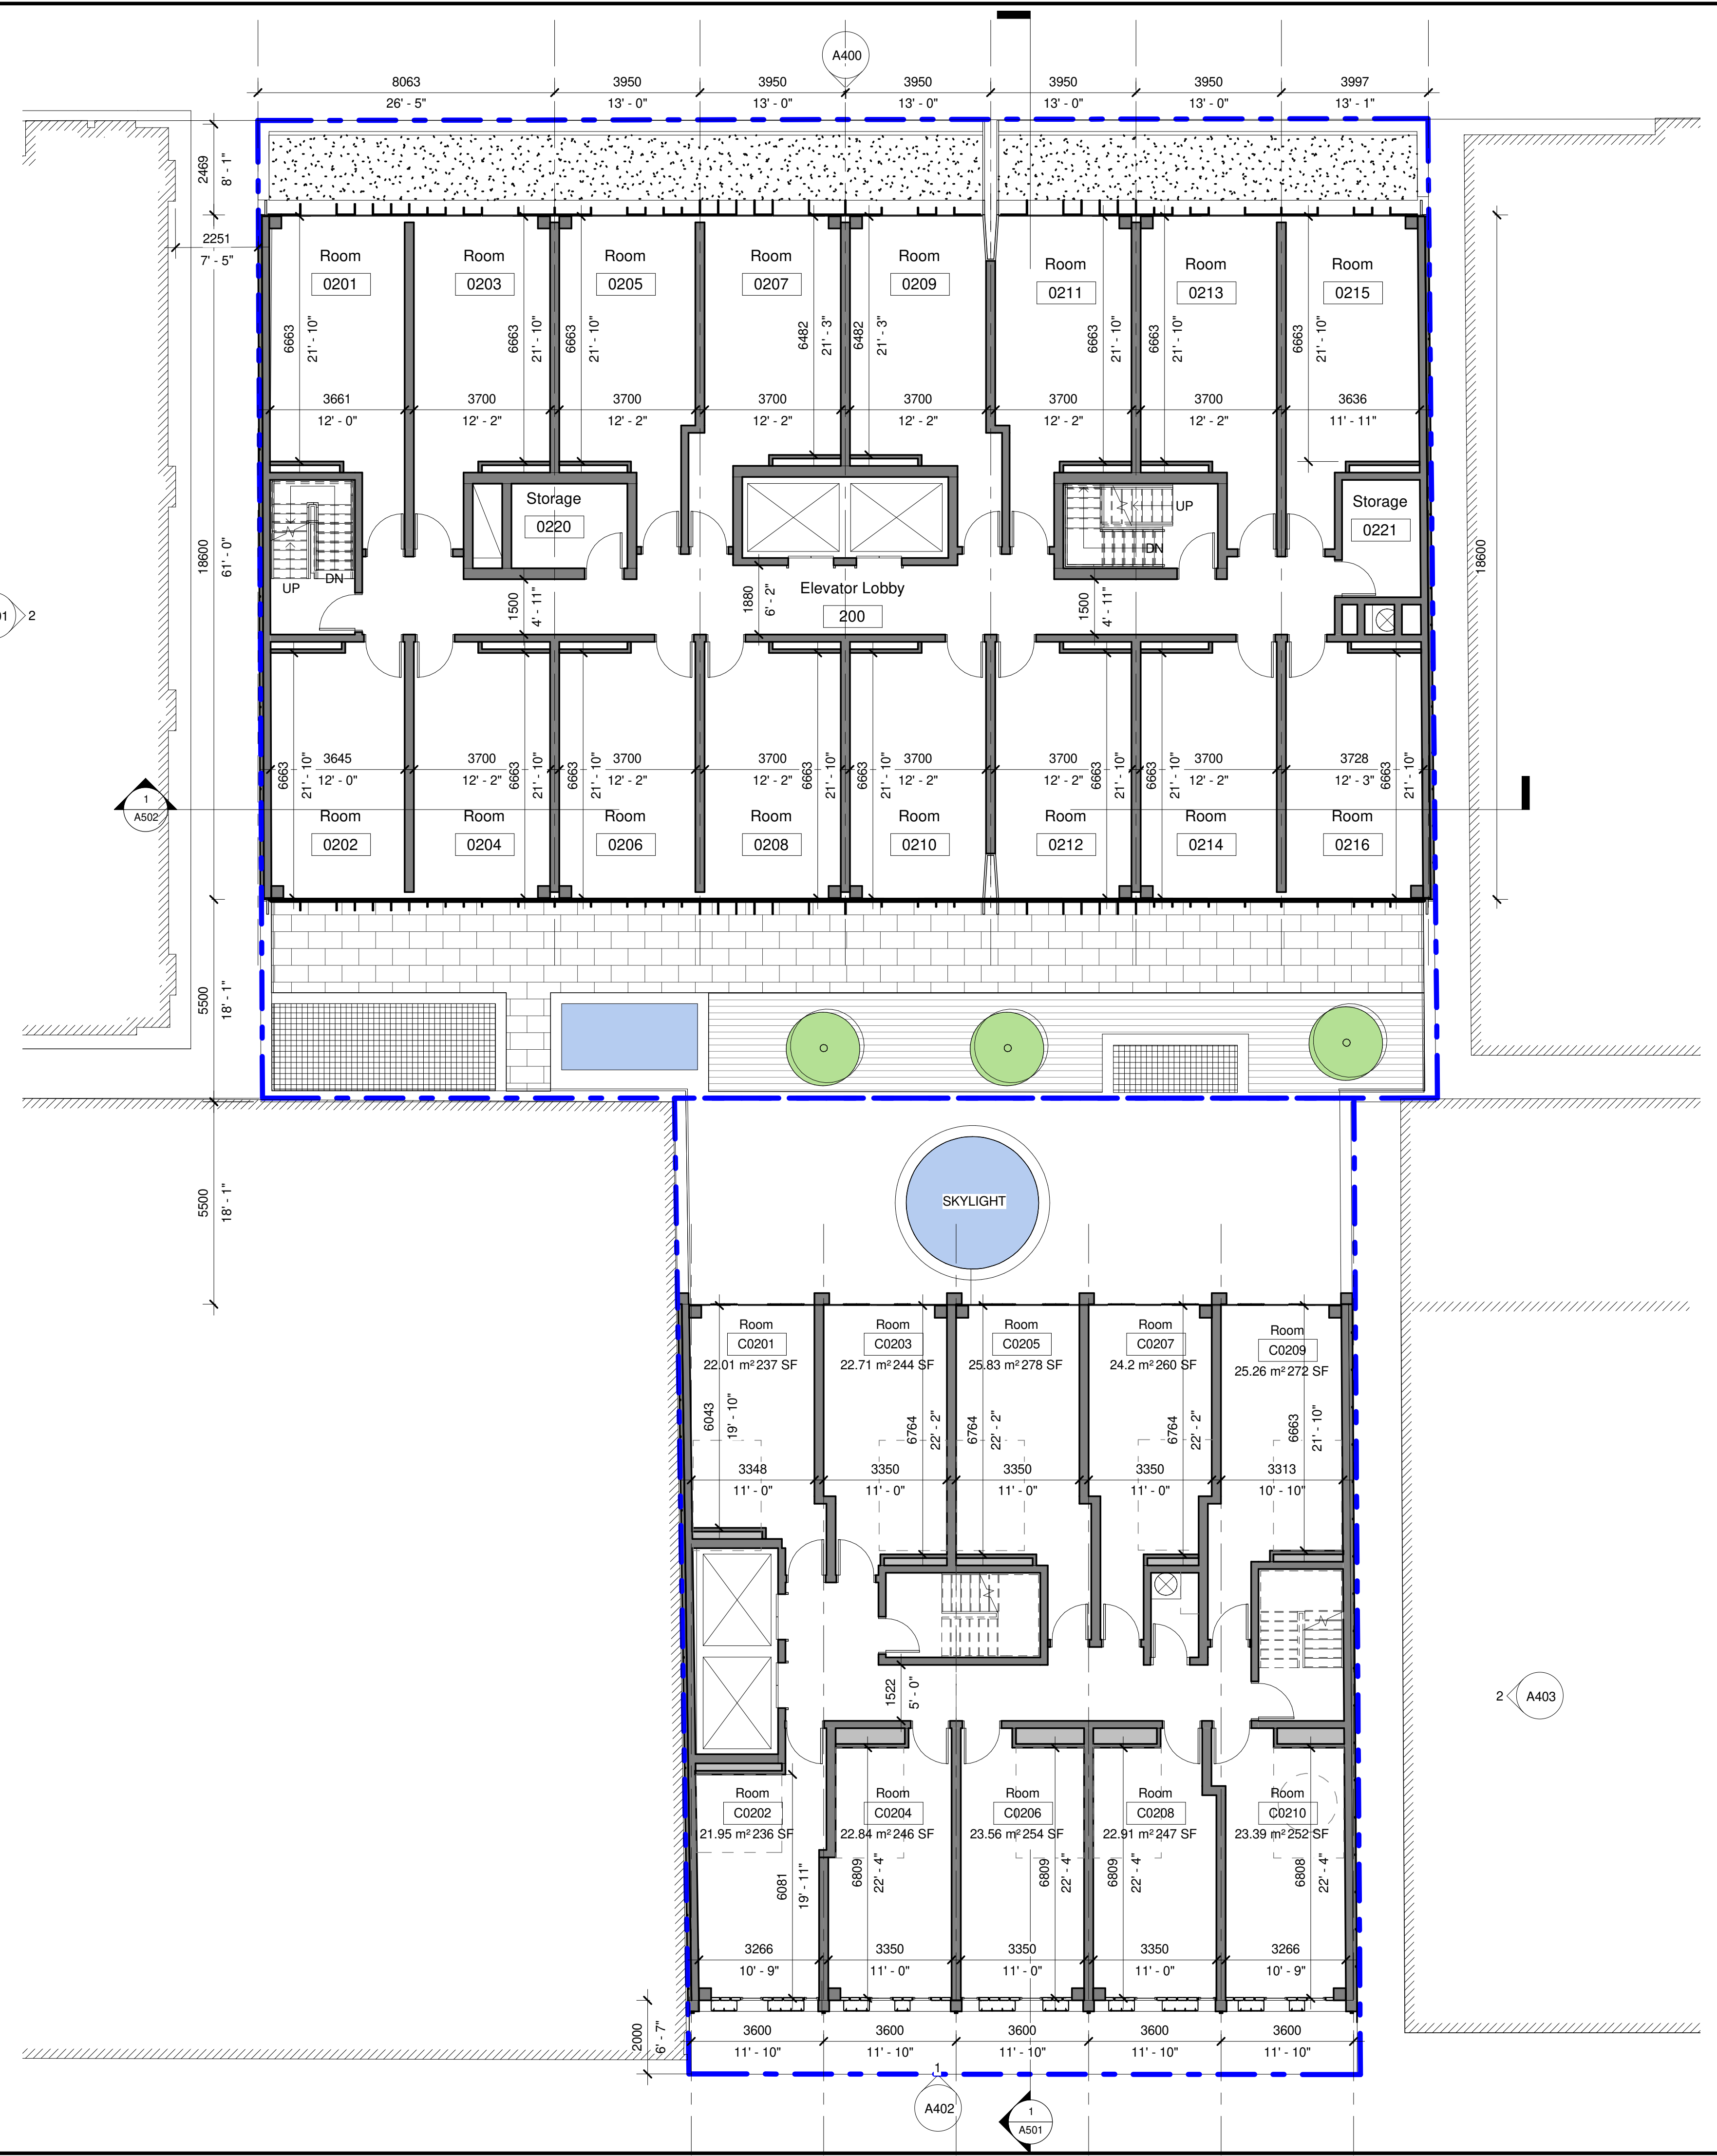 A400
8063
3950
3950
3950
3950
3950
3997
26' - 5"
13' - 0"
13' - 0"
13' - 0"
13' - 0"
13' - 0"
13' - 1"
2469
8' - 1"
2251
7' - 5"
Room
0201
Room
0203
Room
0205
Room
0207
Room
0209
Room
0211
Room
0213
Room
0215
6663
21' - 10"
6663
21' - 10"
6663
21' - 10"
6482
21' - 3"
6482
21' - 3"
6663
21' - 10"
6663
21' - 10"
6663
21' - 10"
3661
12' - 0"
3700
12' - 2"
3700
12' - 2"
3700
12' - 2"
3700
12' - 2"
3700
12' - 2"
3700
12' - 2"
3636
11' - 11"
Storage
0220
UP
DN
Storage
0221
18600
61' - 0"
18600
UP
DN
1500
4' - 11"
1880
6' - 2"
Elevator Lobby
200
1500
4' - 11"
2
6663
21' - 10"
3645
12' - 0"
3700
12' - 2"
6663
21' - 10"
6663
21' - 10"
3700
12' - 2"
3700
12' - 2"
6663
21' - 10"
6663
21' - 10"
3700
12' - 2"
3700
12' - 2"
6663
21' - 10"
6663
21' - 10"
3700
12' - 2"
3728
12' - 3"
6663
21' - 10"
1
A502
Room
0202
Room
0204
Room
0206
Room
0208
Room
0210
Room
0212
Room
0214
Room
0216
5500
18' - 1"
5500
18' - 1"
SKYLIGHT
Room
C0201
22.01 m² 237 SF
Room
C0203
22.71 m² 244 SF
Room
C0205
25.83 m² 278 SF
Room
C0207
24.2 m² 260 SF
Room
C0209
25.26 m² 272 SF
6043
19' - 10"
6764
22' - 2"
6764
22' - 2"
6764
22' - 2"
6663
21' - 10"
3348
11' - 0"
3350
11' - 0"
3350
11' - 0"
3350
11' - 0"
3313
10' - 10"
1522
5' - 0"
2
A403
Room
C0202
21.95 m² 236 SF
Room
C0204
22.84 m² 246 SF
Room
C0206
23.56 m² 254 SF
Room
C0208
22.91 m² 247 SF
Room
C0210
23.39 m² 252 SF
6081
19' - 11"
6809
22' - 4"
6809
22' - 4"
6809
22' - 4"
6808
22' - 4"
3266
10' - 9"
3350
11' - 0"
3350
11' - 0"
3350
11' - 0"
3266
10' - 9"
2000
6' - 7"
3600
11' - 10"
3600
11' - 10"
3600
11' - 10"
3600
11' - 10"
3600
11' - 10"
1
A402
1
A501